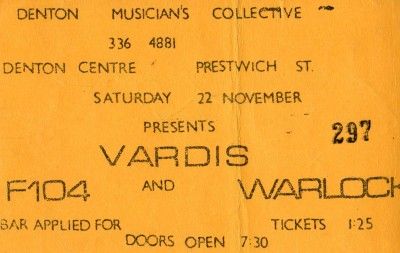 DENTON MUSICIAN'S COLLECTIVE
336 4881
DENTON CENTRE PRESTWICH ST.
SATURDAY 22 NOVEMBER
PRESENTS
297
VARDIS
F104 AND WARLOCK
BAR APPLIED FOR TICKETS 1·25
DOORS OPEN 7:30